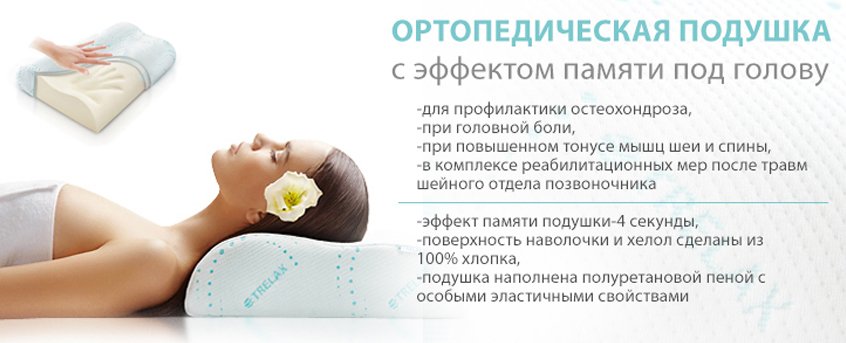 ОРТОПЕДИЧЕСКАЯ ПОДУШКА
с эффектом памяти под голову
-для профилактики остеохондроза,
-при головной боли,
-при повышенном тонусе мышц шеи и спины,
-в комплексе реабилитационных мер после травм
шейного отдела позвоночника
-эффект памяти подушки-4 секунды,
-поверхность наволочки и хелол сделаны из
100% хлопка,
-подушка наполнена полуретановой пеной с
особыми эластичными свойствами
TRELAX